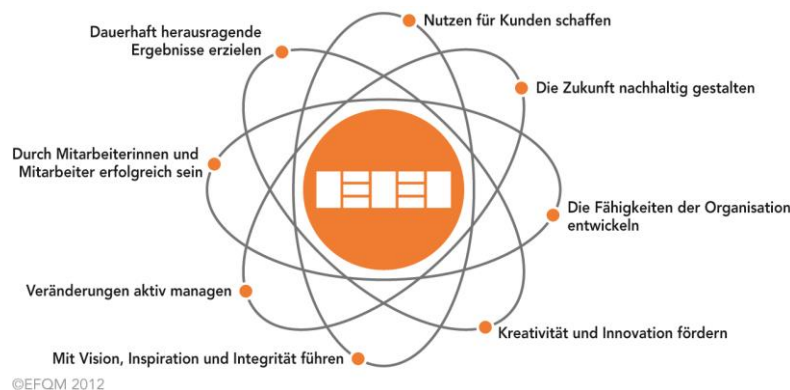 Nutzen für Kunden schaffen
Dauerhaft herausragende
Ergebnisse erzielen
Die Zukunft nachhaltig gestalten
Durch Mitarbeiterinnen und
Mitarbeiter erfolgreich sein
Die Fähigkeiten der Organisation
entwickeln
Veränderungen aktiv managen
Kreativität und Innovation fördern
Mit Vision, Inspiration und Integrität führen
©EFQM 2012